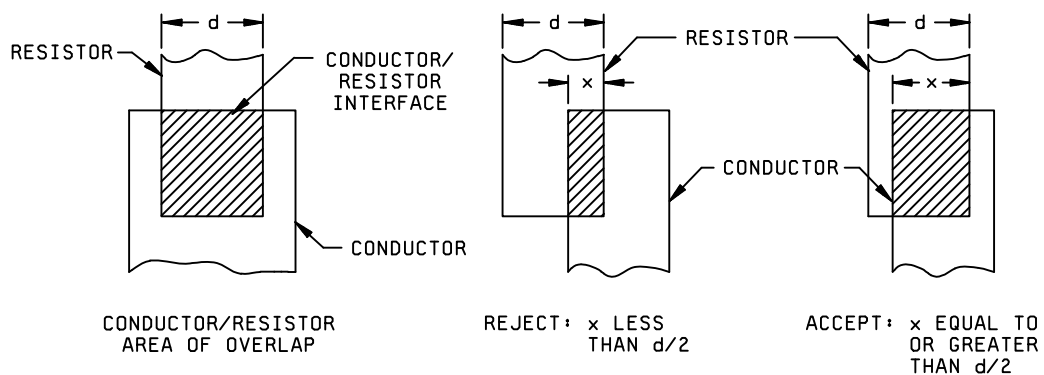 d
RESISTOR
CONDUCTOR/
RESISTOR
INTERFACE
CONDUCTOR
CONDUCTOR/RESISTOR
AREA OF OVERLAP
d
RESISTOR
x
CONDUCTOR
REJECT: x LESS
THAN d/2
d
x
ACCEPT: x EQUAL TO
OR GREATER
THAN d/2